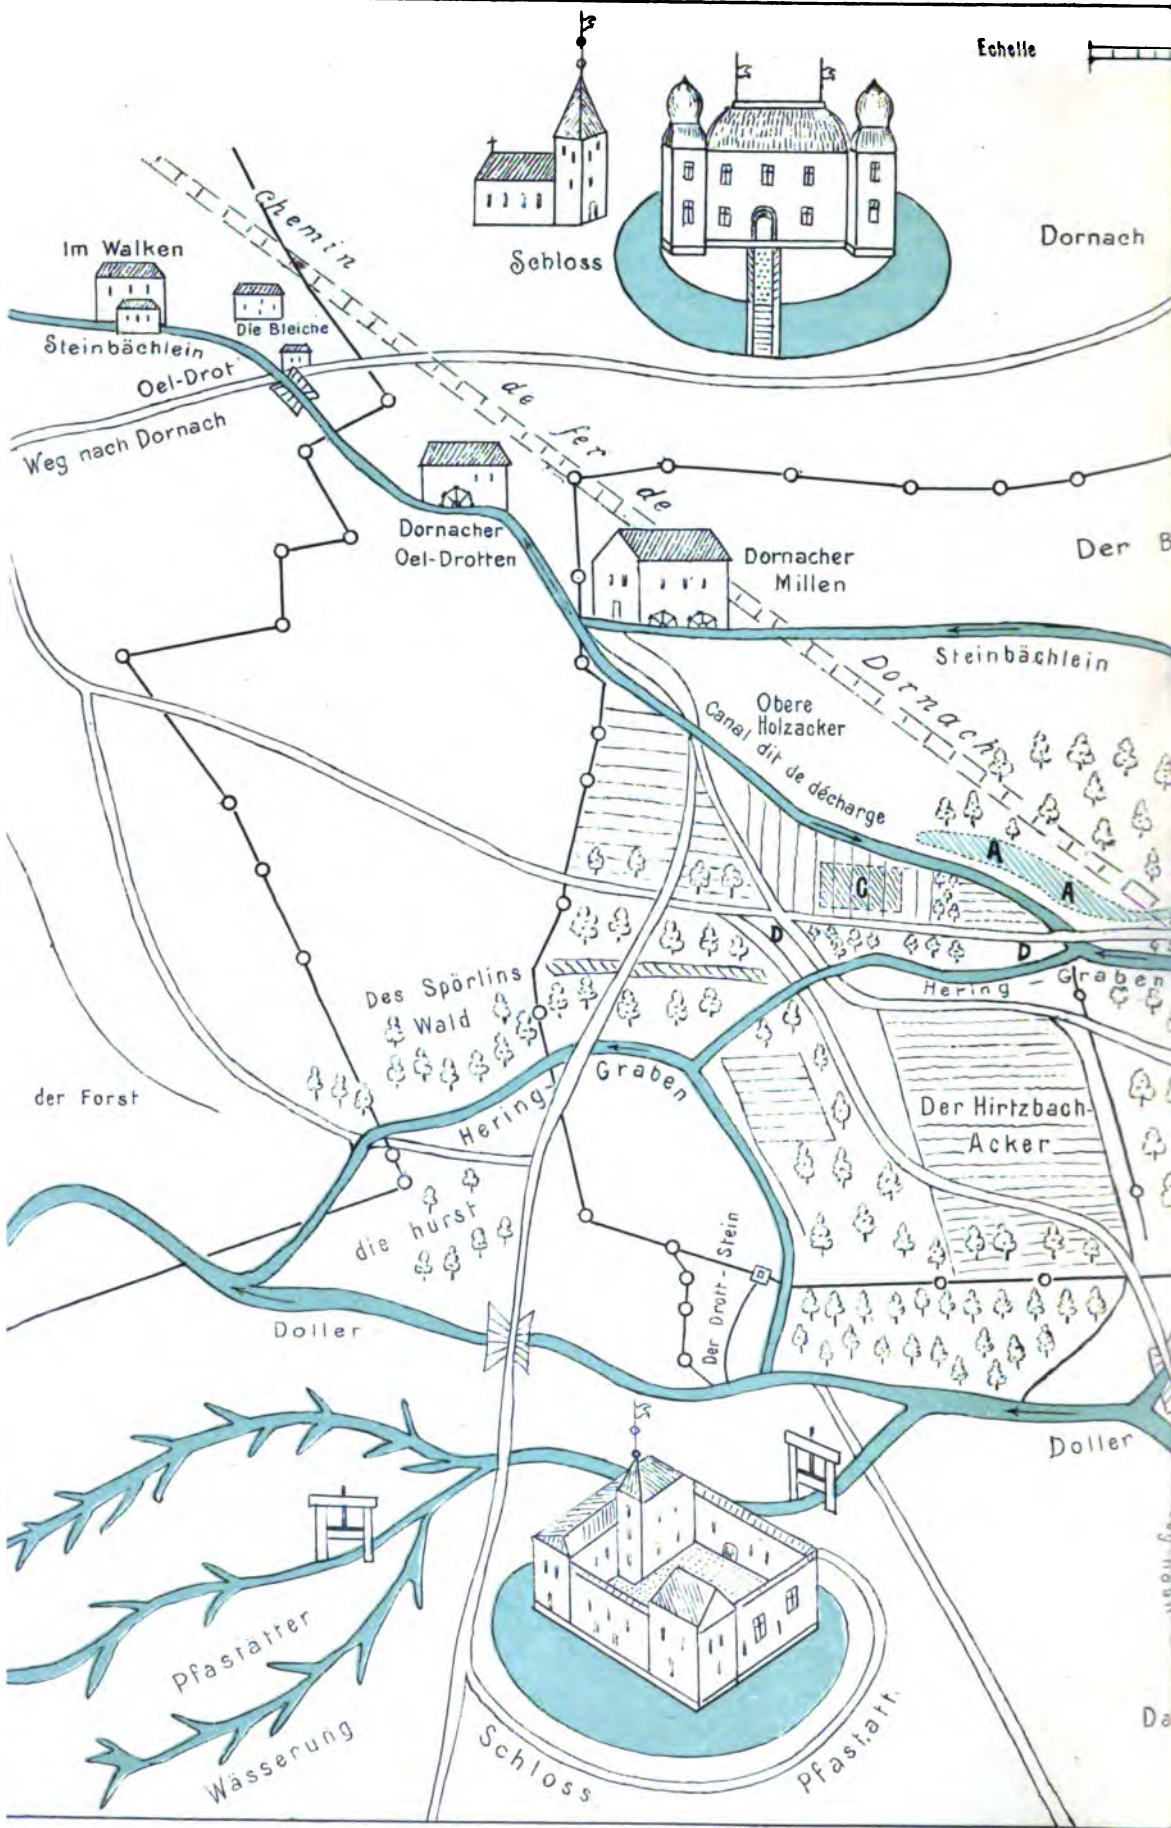 Echelle
Chemin
de fer
de
Dornach
Im Walken
Schloss
Dornach
Die Bleiche
Steinbächlein
Oel-Drot
Weg nach Dornach
Dornacher
Oel-Drotten
Dornacher
Millen
Der B
Steinbächlein
Obere
Holzacker
Canal dit de décharge
A
A
C
D
D
Des Spörlins
Wald
Hering-Graben
Hering-Graben
der Forst
Der Hirtzbach-
Acker
die hurst
Der Drott-Stein
Doller
Doller
Pfastätter
Wässerung
Schloss Pfastatt.
Da